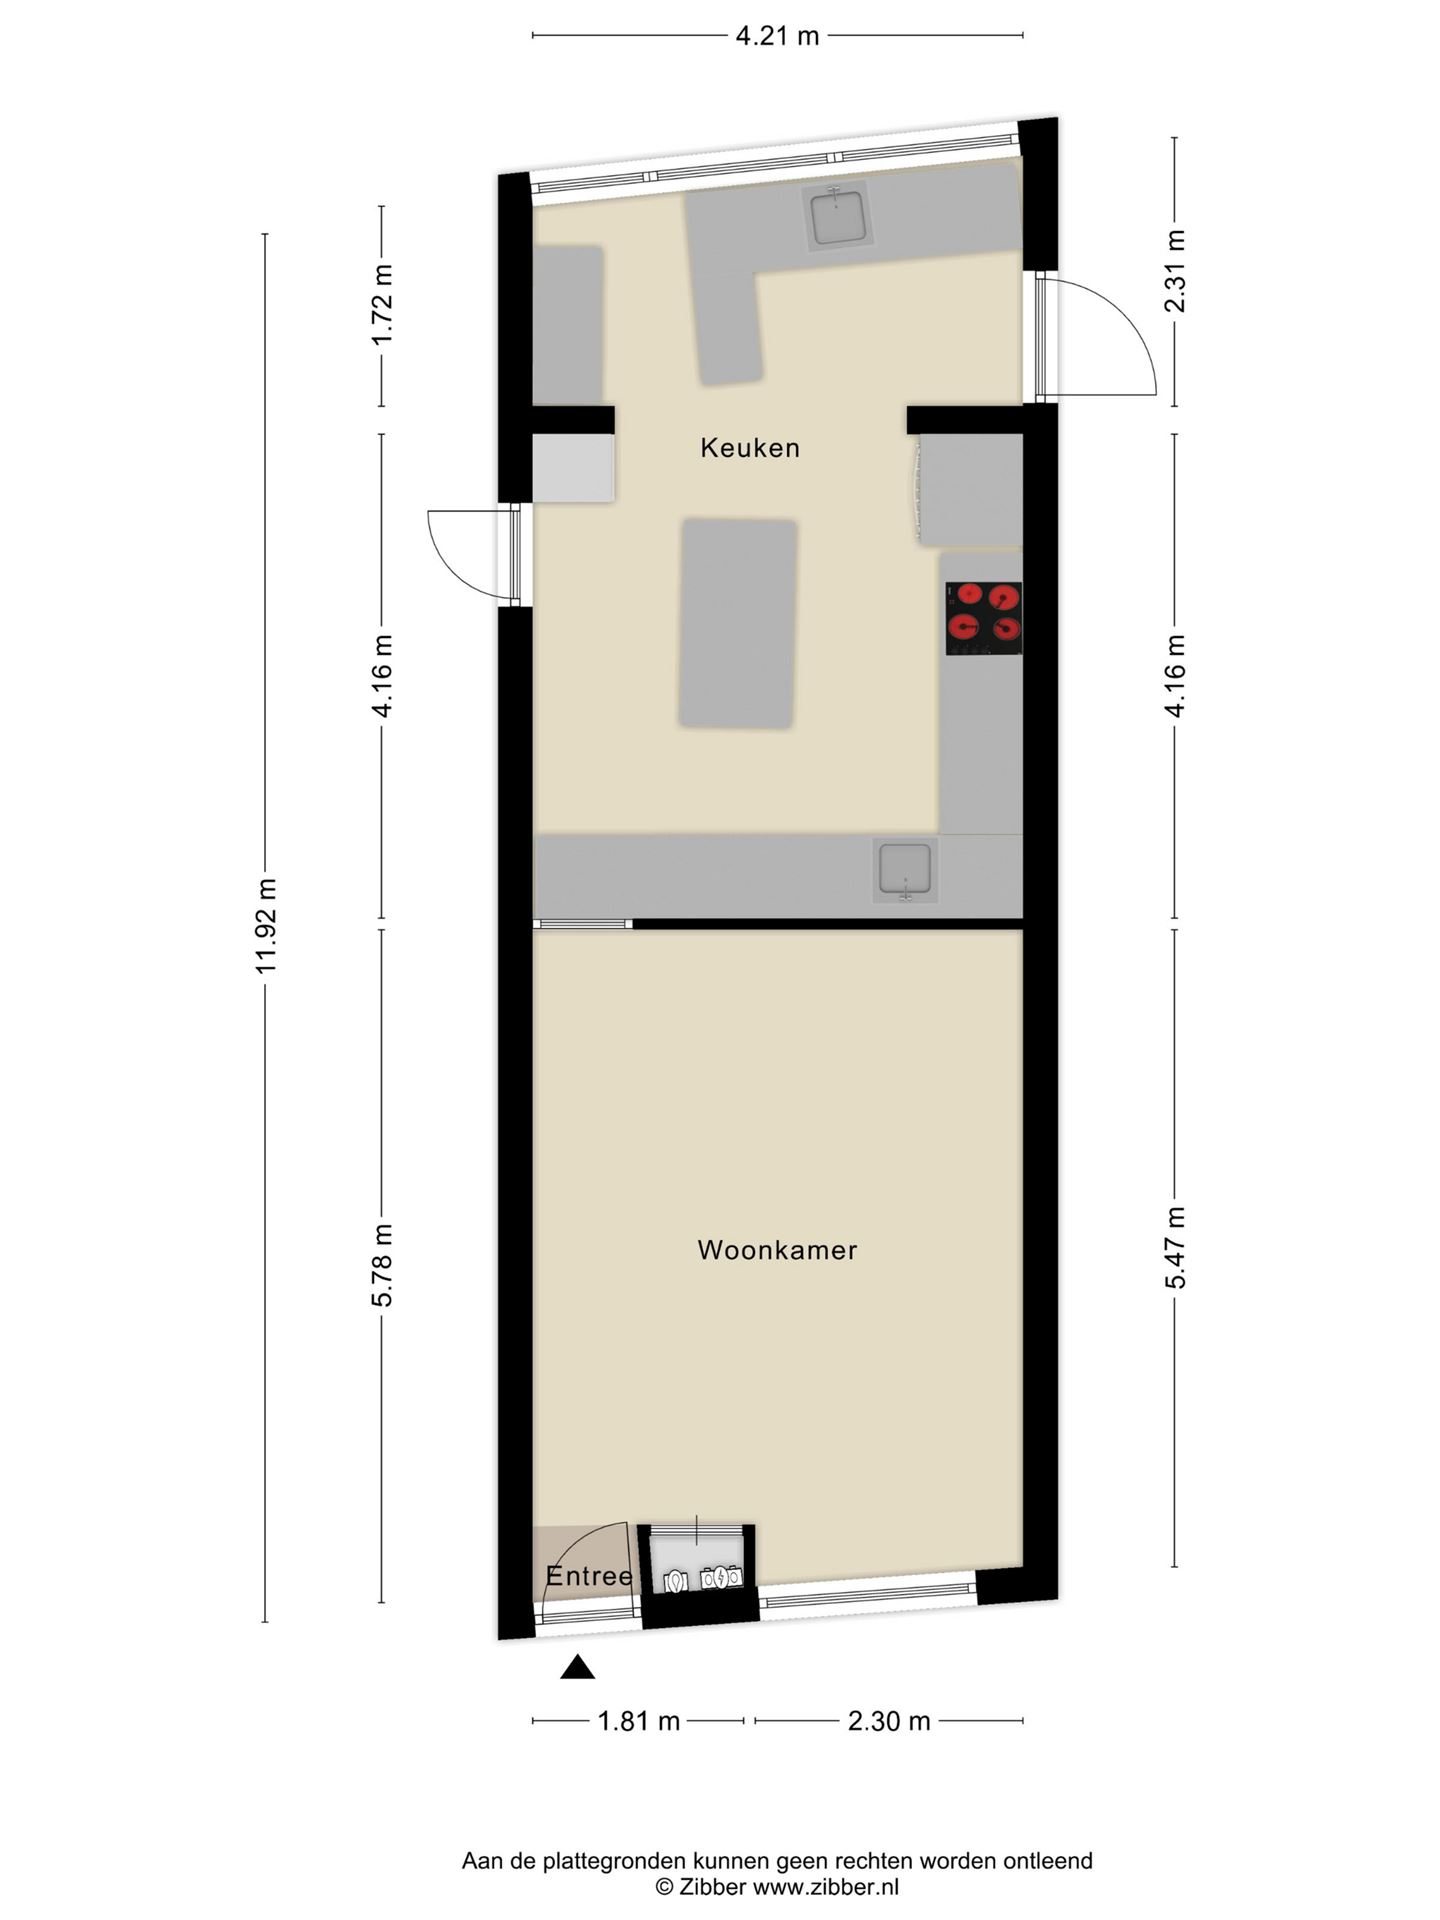 4.21 m
1.72 m
2.31 m
Keuken
4.16 m
4.16 m
11.92 m
Woonkamer
5.78 m
5.47 m
Entree
1.81 m
2.30 m
Aan de plattegronden kunnen geen rechten worden ontleend
© Zibber www.zibber.nl